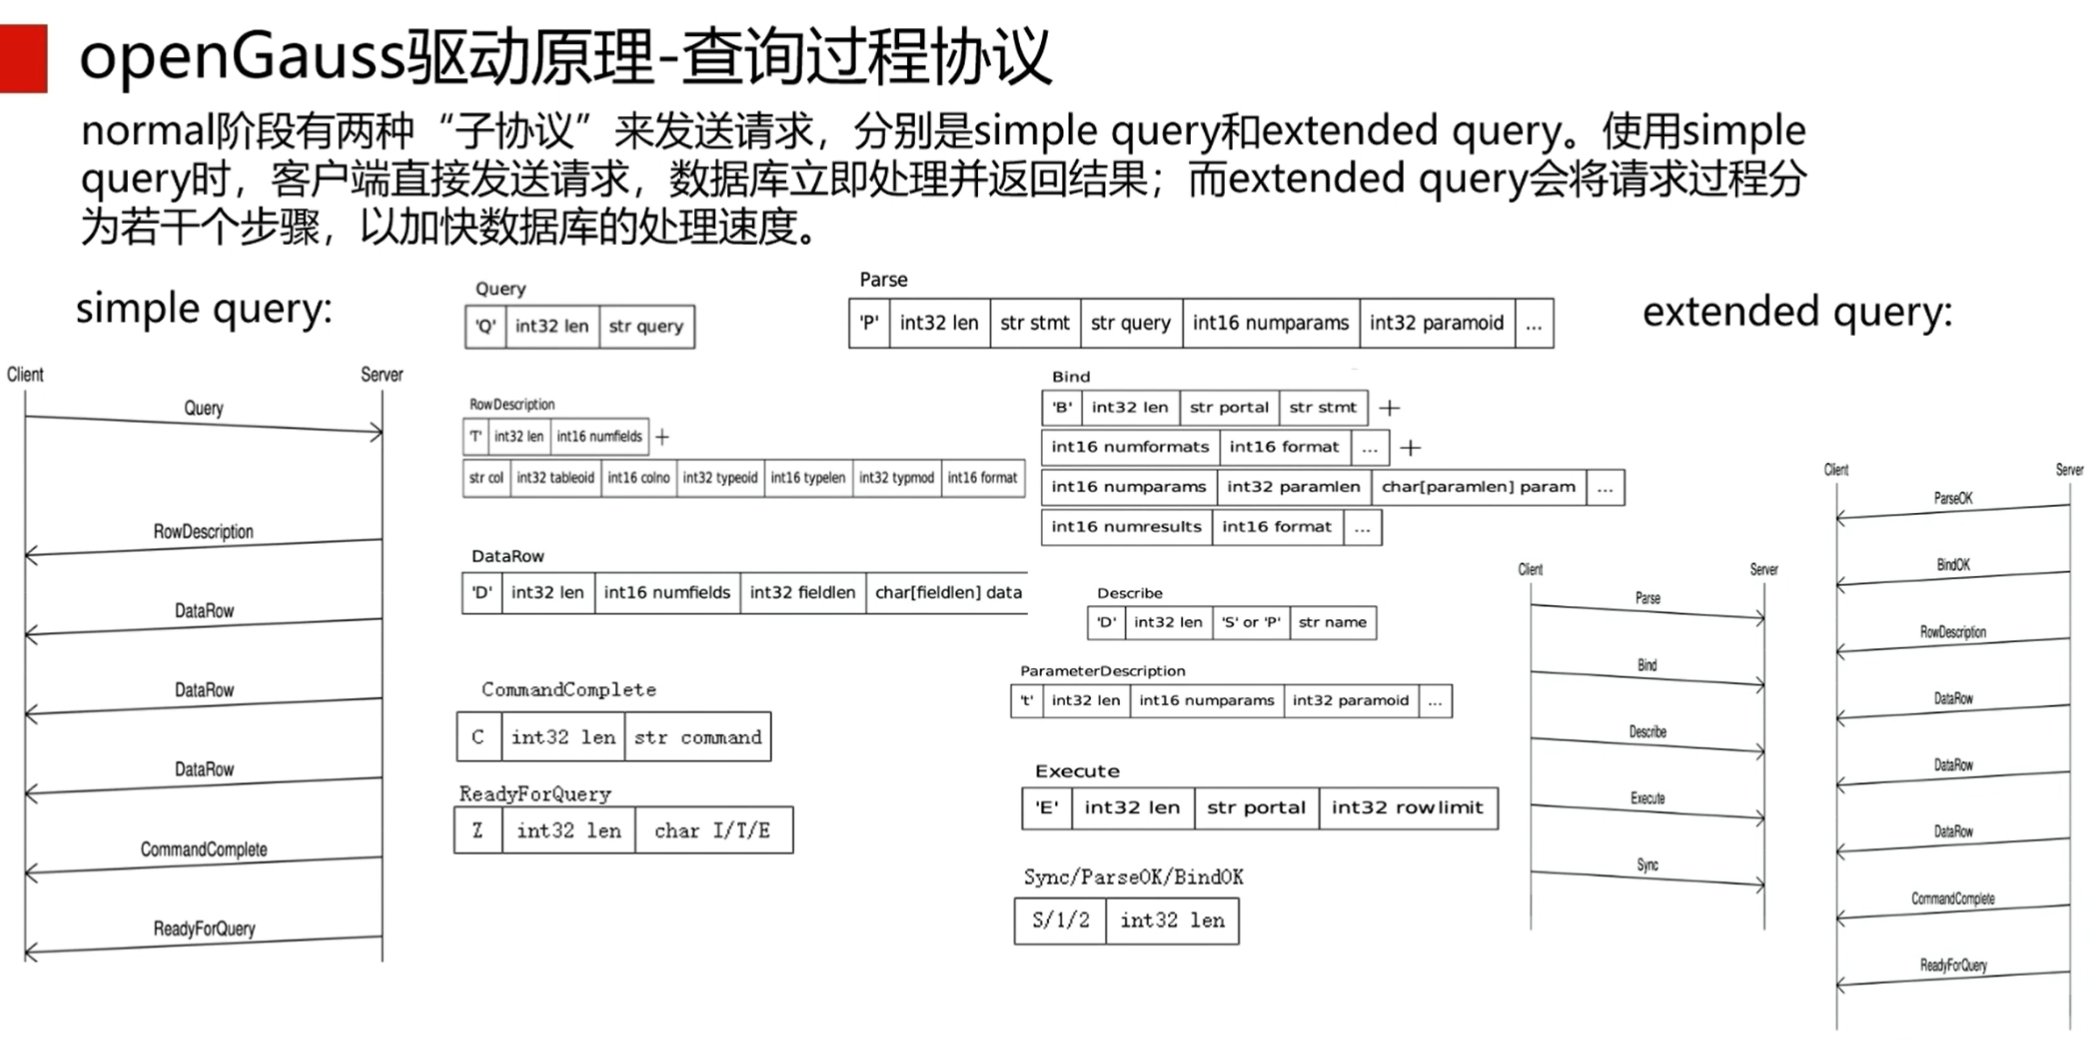 openGauss驱动原理-查询过程协议
normal阶段有两种“子协议”来发送请求，分别是simple query和extended query。使用simple
query时，客户端直接发送请求，数据库立即处理并返回结果；而extended query会将请求过程分
为若干个步骤，以加快数据库的处理速度。
simple query:
Client Server
Query
RowDescription
DataRow
DataRow
DataRow
CommandComplete
ReadyForQuery
Query
'Q' int32 len str query
RowDescription
'T' int32 len int16 numfields +
str col int32 tableoid int16 colno int32 typeoid int16 typelen int32 typmod int16 format
DataRow
'D' int32 len int16 numfields int32 fieldlen char[fieldlen] data
CommandComplete
C int32 len str command
ReadyForQuery
Z int32 len char I/T/E
Parse
'P' int32 len str stmt str query int16 numparams int32 paramoid ...
Bind
'B' int32 len str portal str stmt +
int16 numformats int16 format ... +
int16 numparams int32 paramlen char[paramlen] param ...
int16 numresults int16 format ...
Describe
'D' int32 len 'S' or 'P' str name
ParameterDescription
't' int32 len int16 numparams int32 paramoid ...
Execute
'E' int32 len str portal int32 rowlimit
Sync/ParseOK/BindOK
S/1/2 int32 len
extended query:
Client Server
Parse
Bind
Describe
Execute
Sync
Client Server
ParseOK
BindOK
RowDescription
DataRow
DataRow
DataRow
CommandComplete
ReadyForQuery